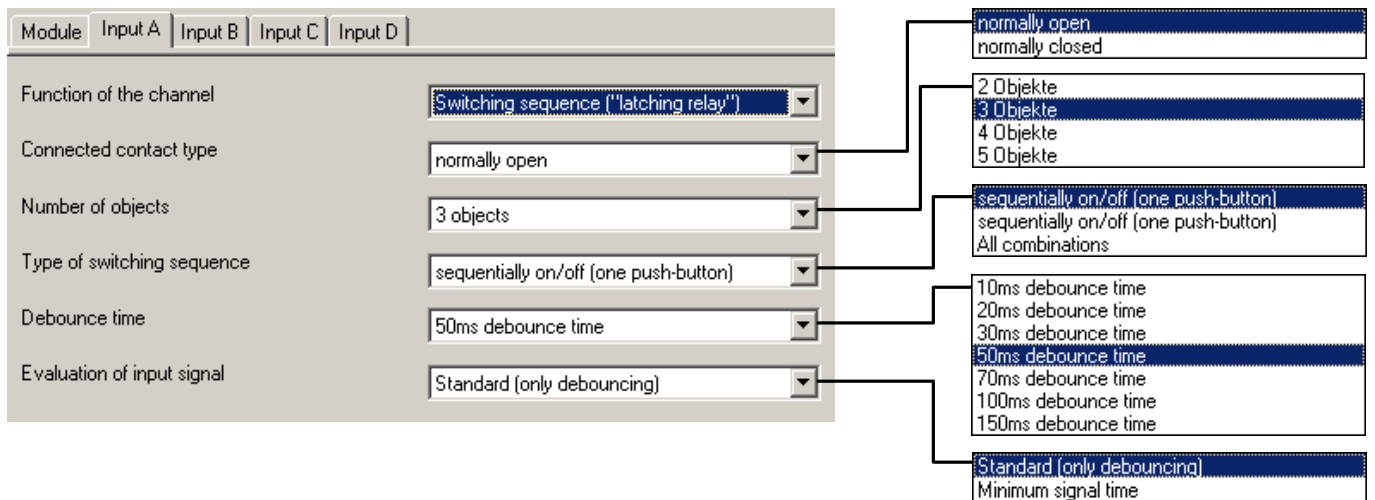 Module Input A Input B Input C Input D
Function of the channel Switching sequence ("latching relay")
Connected contact type normally open
Number of objects 3 objects
Type of switching sequence sequentially on/off (one push-button)
Debounce time 50ms debounce time
Evaluation of input signal Standard (only debouncing)
normally open
normally closed
2 Objekte
3 Objekte
4 Objekte
5 Objekte
sequentially on/off (one push-button)
sequentially on/off (one push-button)
All combinations
10ms debounce time
20ms debounce time
30ms debounce time
50ms debounce time
70ms debounce time
100ms debounce time
150ms debounce time
Standard (only debouncing)
Minimum signal time